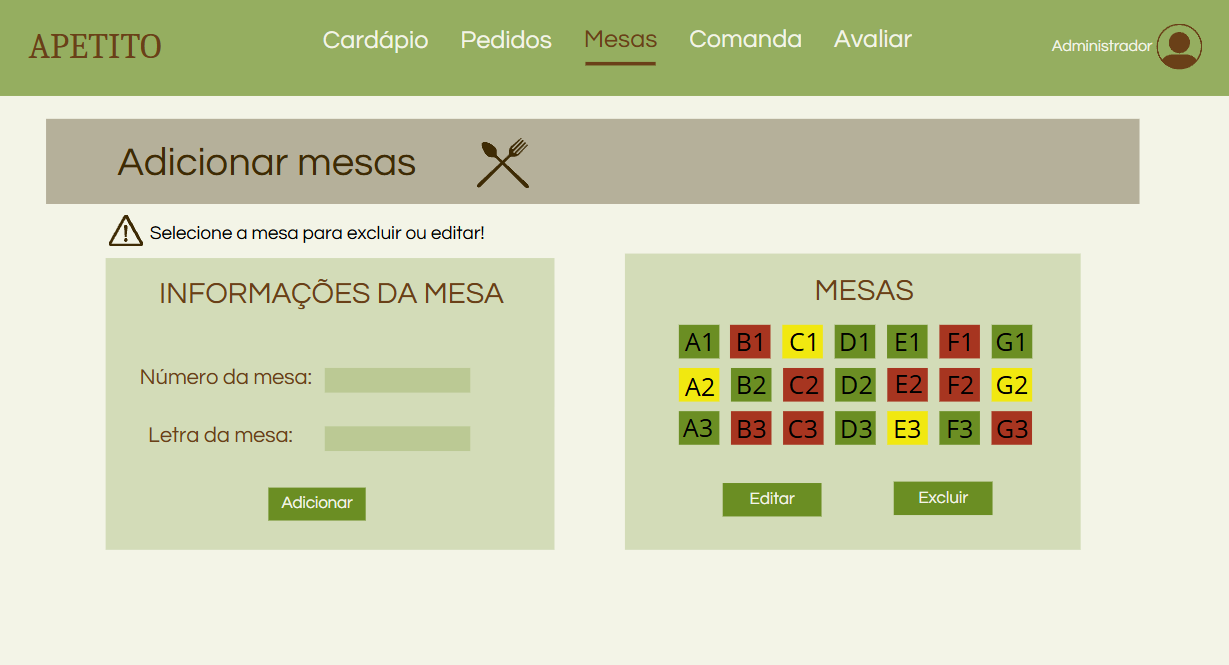 APETITO
Cardápio Pedidos Mesas Comanda Avaliar
Administrador
Adicionar mesas
Selecione a mesa para excluir ou editar!
INFORMAÇÕES DA MESA
Número da mesa:
Letra da mesa:
Adicionar
MESAS
A1 B1 C1 D1 E1 F1 G1
A2 B2 C2 D2 E2 F2 G2
A3 B3 C3 D3 E3 F3 G3
Editar Excluir